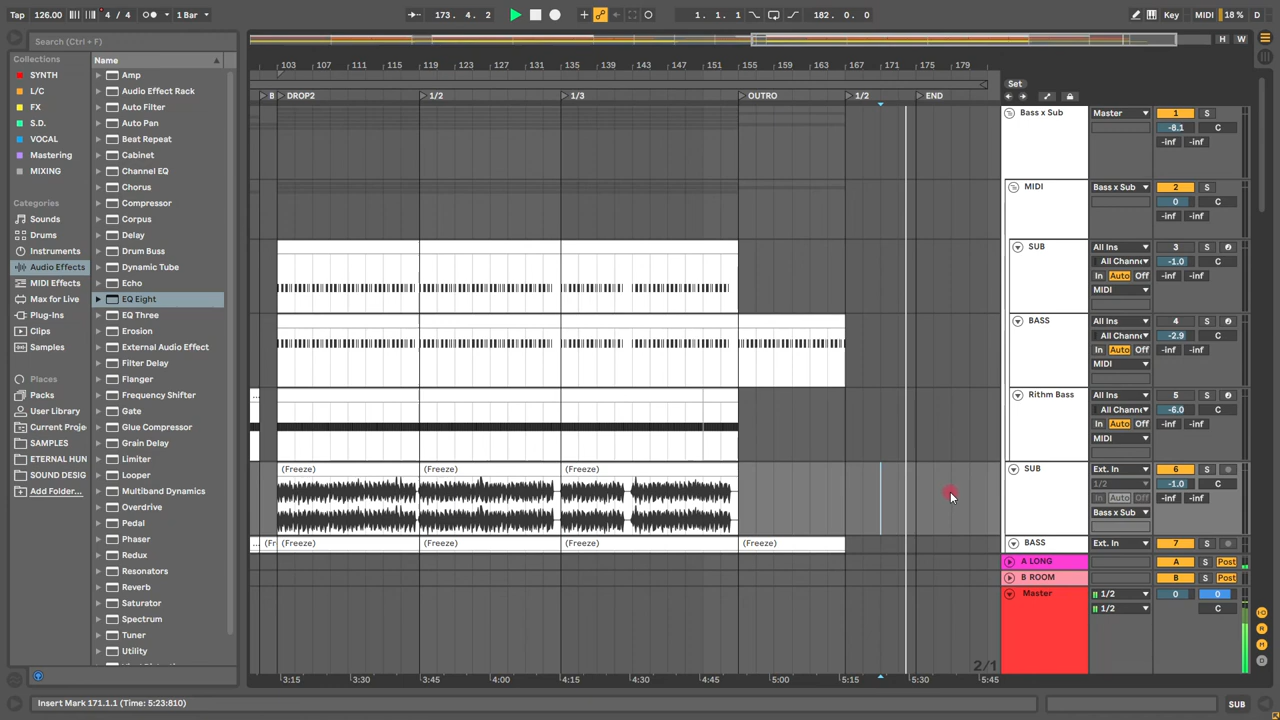 Tap 126.00 4 / 4 1 Bar 173. 4. 2 1. 1. 1 182. 0. 0 Key MIDI 18 % D
Search (Ctrl + F)
H W
Collections Name
SYNTH Amp
L/C Audio Effect Rack
FX Auto Filter
S.D. Auto Pan
VOCAL Beat Repeat
Mastering Cabinet
MIXING Channel EQ
Chorus
Compressor
Categories Corpus
Sounds Delay
Drums Drum Buss
Instruments Dynamic Tube
Audio Effects Echo
MIDI Effects EQ Eight
Max for Live EQ Three
Plug-Ins Erosion
Clips External Audio Effect
Samples Filter Delay
Flanger
Places Frequency Shifter
Packs Gate
User Library Glue Compressor
Current Proje Grain Delay
SAMPLES Limiter
ETERNAL HUN Looper
SOUND DESIG Multiband Dynamics
Add Folder... Overdrive
Pedal
Phaser
Redux
Resonators
Reverb
Saturator
Spectrum
Tuner
Utility
103 107 111 115 119 123 127 131 135 139 143 147 151 155 159 163 167 171 175 179
Set
B DROP2 1/2 1/3 OUTRO 1/2 END
Bass x Sub Master 1 S
-8.1 C
-inf -inf
MIDI Bass x Sub 2 S
0 C
-inf -inf
SUB All Ins 3 S
All Channe -1.0 C
In Auto Off -inf -inf
MIDI
BASS All Ins 4 S
All Channe -2.9 C
In Auto Off -inf -inf
MIDI
Rithm Bass All Ins 5 S
All Channe -6.0 C
In Auto Off -inf -inf
MIDI
(Freeze) (Freeze) (Freeze) SUB Ext. In 6 S
1/2 -1.0 C
In Auto Off -inf -inf
Bass x Sub
... (Fr (Freeze) (Freeze) (Freeze) (Freeze) BASS Ext. In 7 S
A LONG A S Post
B ROOM B S Post
Master 1/2 0 0
1/2 C
2/1
3:15 3:30 3:45 4:00 4:15 4:30 4:45 5:00 5:15 5:30 5:45
Insert Mark 171.1.1 (Time: 5:23:810) SUB